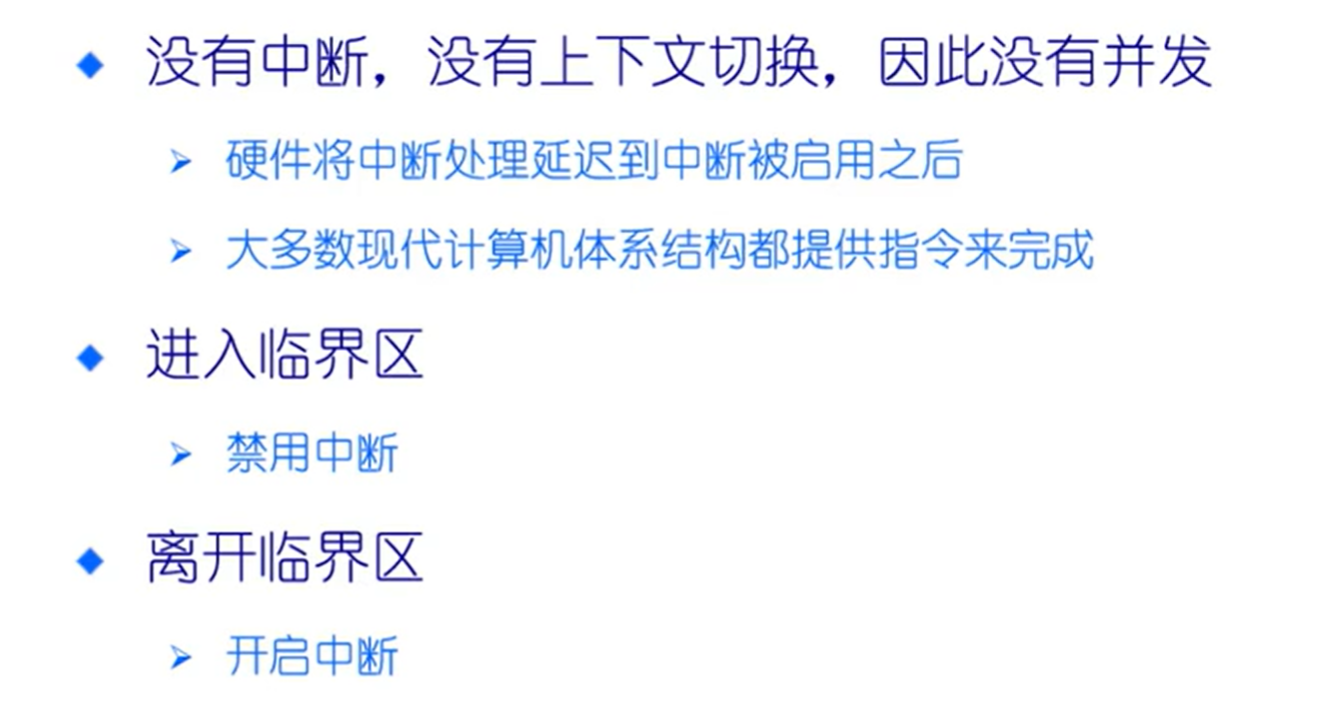 没有中断，没有上下文切换，因此没有并发
硬件将中断处理延迟到中断被启用之后
大多数现代计算机体系结构都提供指令来完成
进入临界区
禁用中断
离开临界区
开启中断